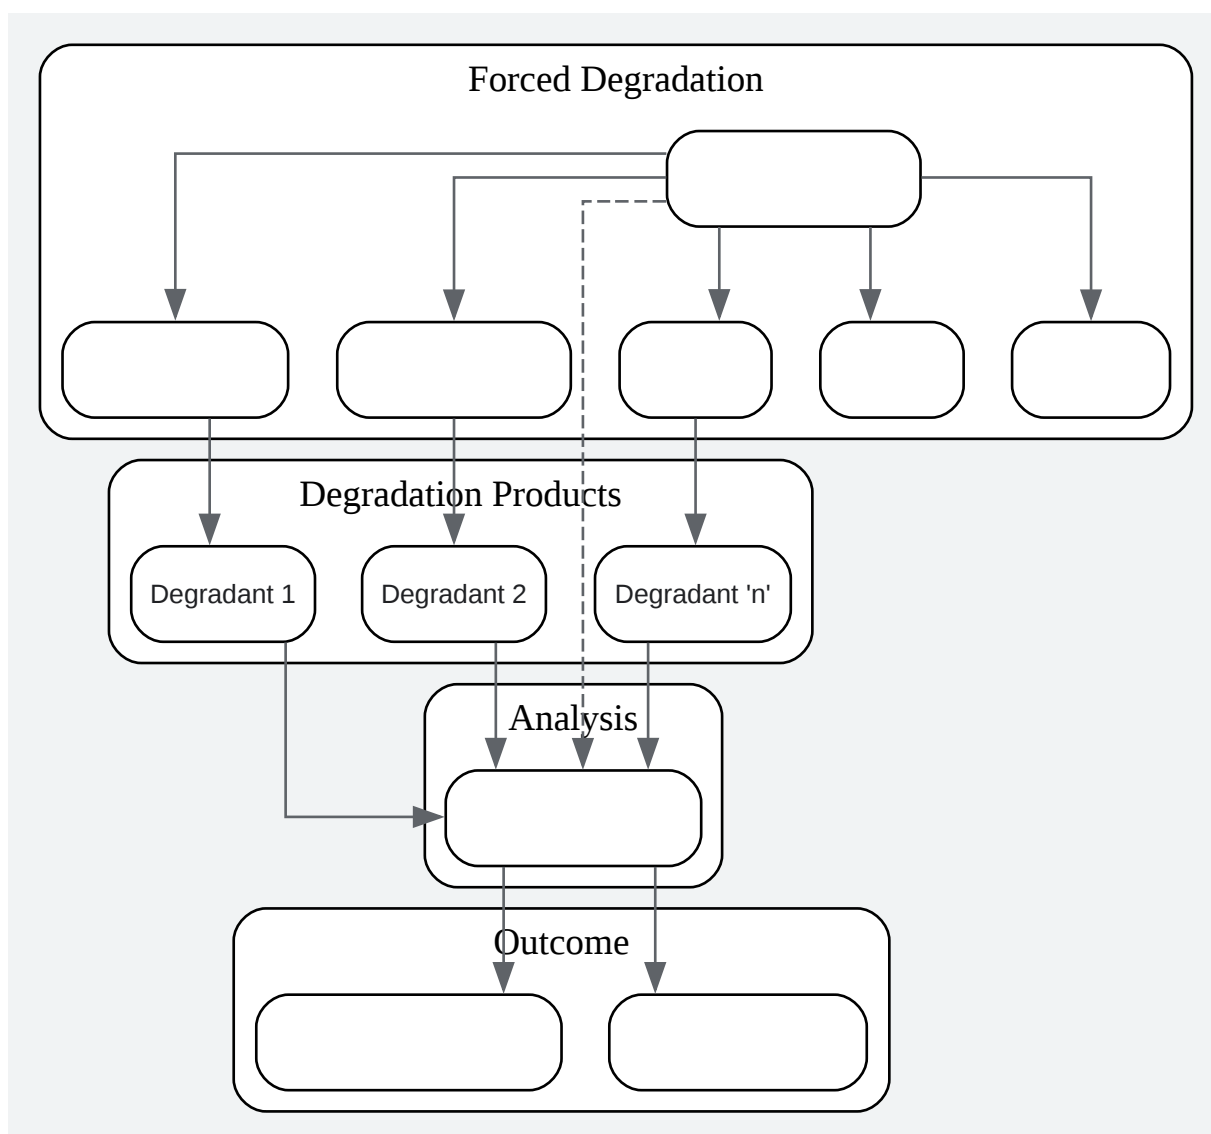 Forced Degradation
Degradation Products
Degradant 1
Degradant 2
Degradant 'n'
Analysis
Outcome